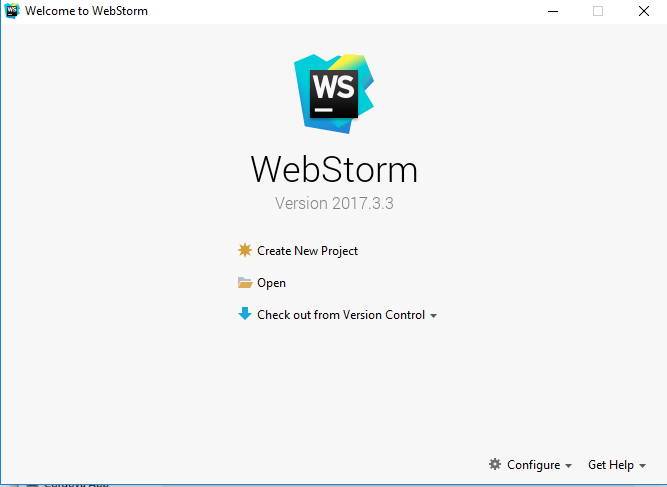 Welcome to WebStorm
WS
WebStorm
Version 2017.3.3
Create New Project
Open
Check out from Version Control
Configure
Get Help